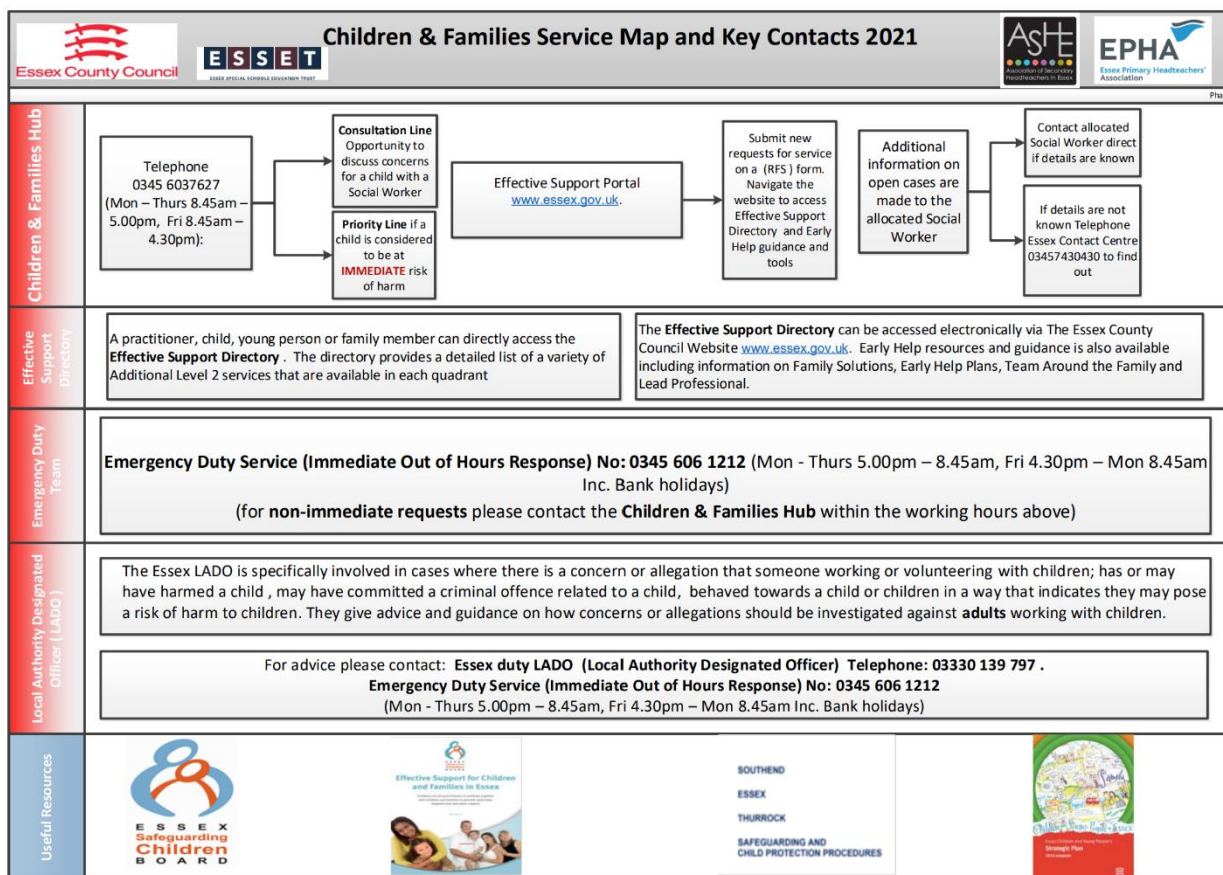 Children & Families Service Map and Key Contacts 2021
Essex County Council
ESSET
ESSEX SPECIAL SCHOOLS EDUCATION TRUST
ASHE
Association of Secondary
Headteachers in Essex
EPHA
Essex Primary Headteachers'
Association
Pha
Children & Families Hub
Telephone
0345 6037627
(Mon – Thurs 8.45am –
5.00pm, Fri 8.45am –
4.30pm):
Consultation Line
Opportunity to
discuss concerns
for a child with a
Social Worker
Priority Line if a
child is considered
to be at
IMMEDIATE risk
of harm
Effective Support Portal
www.essex.gov.uk.
Submit new
requests for service
on a (RFS ) form.
Navigate the
website to access
Effective Support
Directory and Early
Help guidance and
tools
Additional
information on
open cases are
made to the
allocated Social
Worker
Contact allocated
Social Worker direct
if details are known
If details are not
known Telephone
Essex Contact Centre
03457430430 to find
out
Effective
Support
Directory
A practitioner, child, young person or family member can directly access the
Effective Support Directory . The directory provides a detailed list of a variety of
Additional Level 2 services that are available in each quadrant
The Effective Support Directory can be accessed electronically via The Essex County
Council Website www.essex.gov.uk. Early Help resources and guidance is also available
including information on Family Solutions, Early Help Plans, Team Around the Family and
Lead Professional.
Emergency Duty
Team
Emergency Duty Service (Immediate Out of Hours Response) No: 0345 606 1212 (Mon - Thurs 5.00pm – 8.45am, Fri 4.30pm – Mon 8.45am
Inc. Bank holidays)
(for non-immediate requests please contact the Children & Families Hub within the working hours above)
Local Authority Designated
Officer ( LADO )
The Essex LADO is specifically involved in cases where there is a concern or allegation that someone working or volunteering with children; has or may
have harmed a child , may have committed a criminal offence related to a child, behaved towards a child or children in a way that indicates they may pose
a risk of harm to children. They give advice and guidance on how concerns or allegations should be investigated against adults working with children.
For advice please contact: Essex duty LADO (Local Authority Designated Officer) Telephone: 03330 139 797 .
Emergency Duty Service (Immediate Out of Hours Response) No: 0345 606 1212
(Mon - Thurs 5.00pm – 8.45am, Fri 4.30pm – Mon 8.45am Inc. Bank holidays)
Useful Resources
ESSEX
Safeguarding
Children
BOARD
Effective Support for Children
and Families in Essex
SOUTHEND
ESSEX
THURROCK
SAFEGUARDING AND
CHILD PROTECTION PROCEDURES
Essex Children and Young People's
Strategic Plan